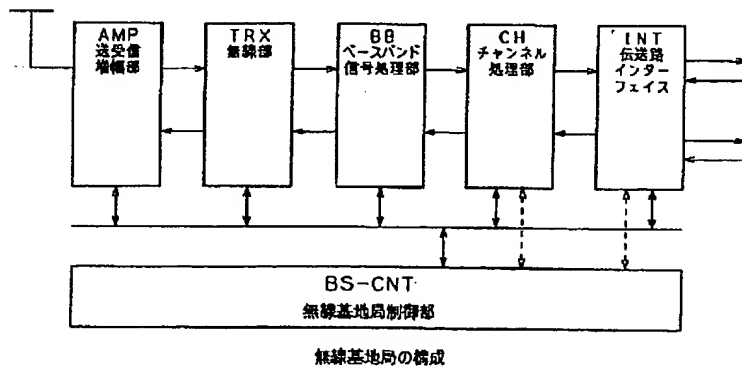 AMP
送受信
増幅部
TRX
無線部
BB
ベースバンド
信号処理部
CH
チャンネル
処理部
INT
伝送路
インター
フェイス
BS-CNT
無線基地局制御部
無線基地局の構成